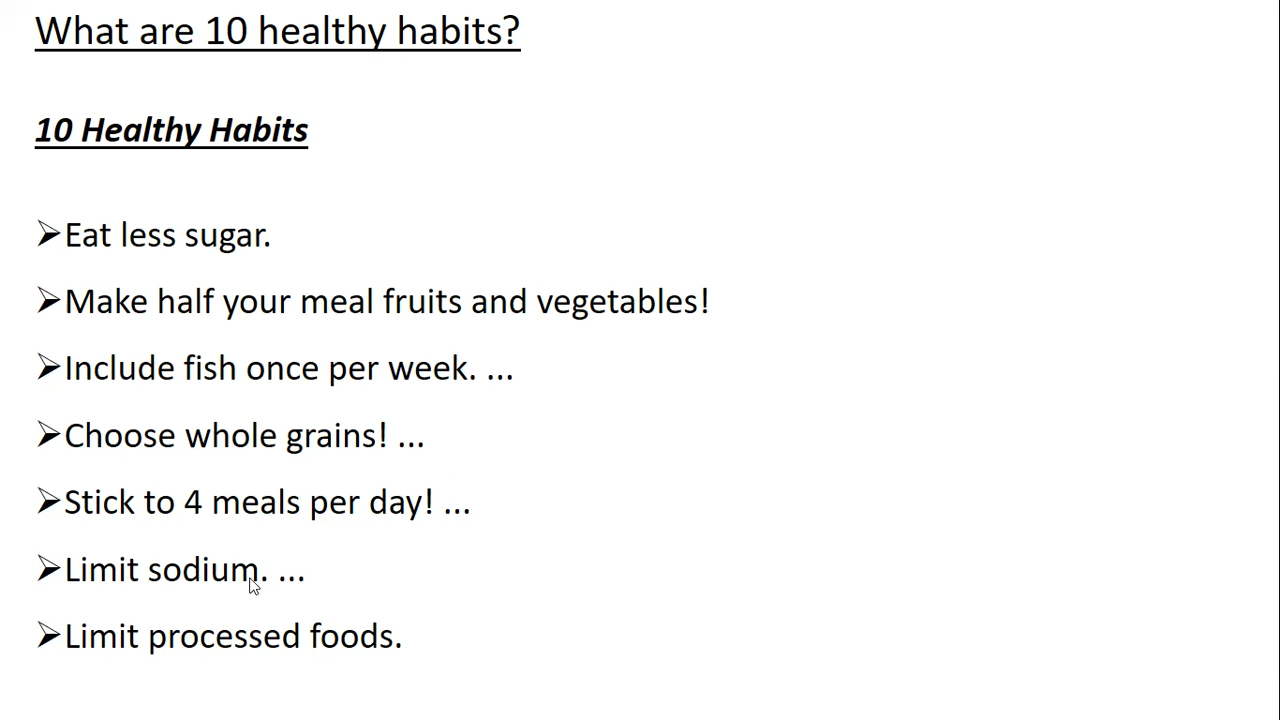 What are 10 healthy habits?
10 Healthy Habits
➢Eat less sugar.
➢Make half your meal fruits and vegetables!
➢Include fish once per week. ...
➢Choose whole grains! ...
➢Stick to 4 meals per day! ...
➢Limit sodium. ...
➢Limit processed foods.